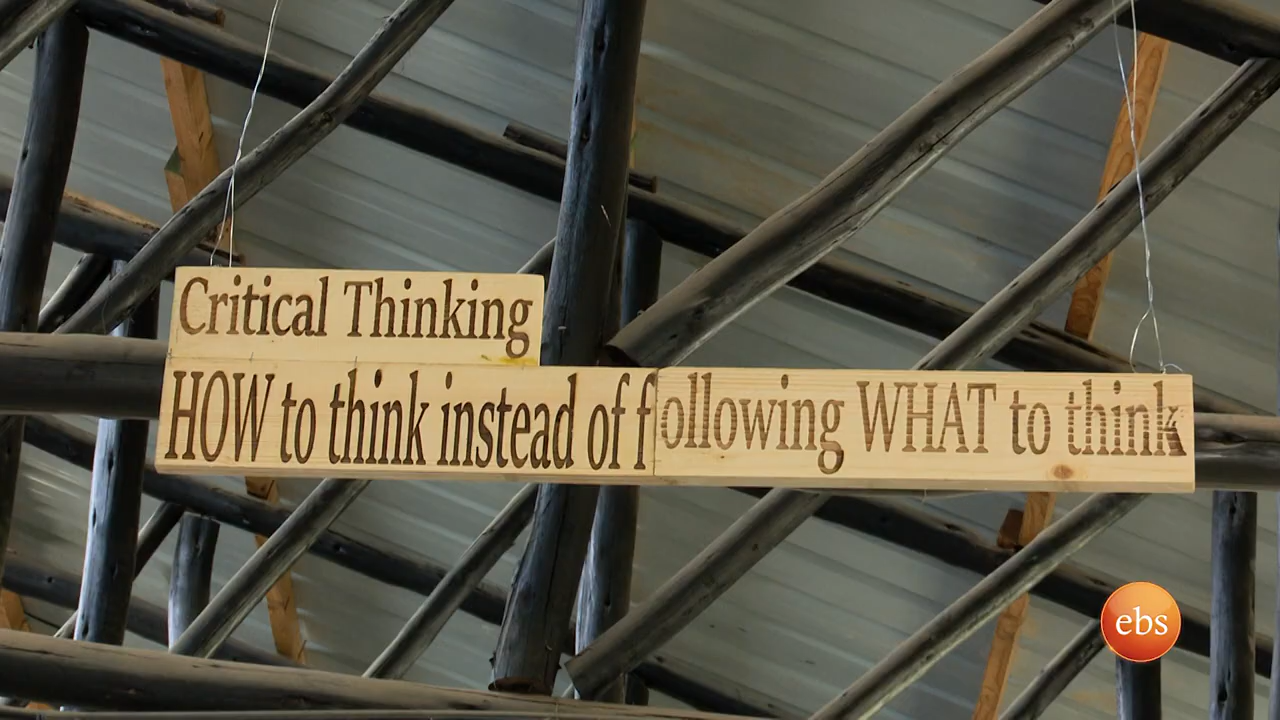 Critical Thinking
HOW to think instead of following WHAT to think
ebs